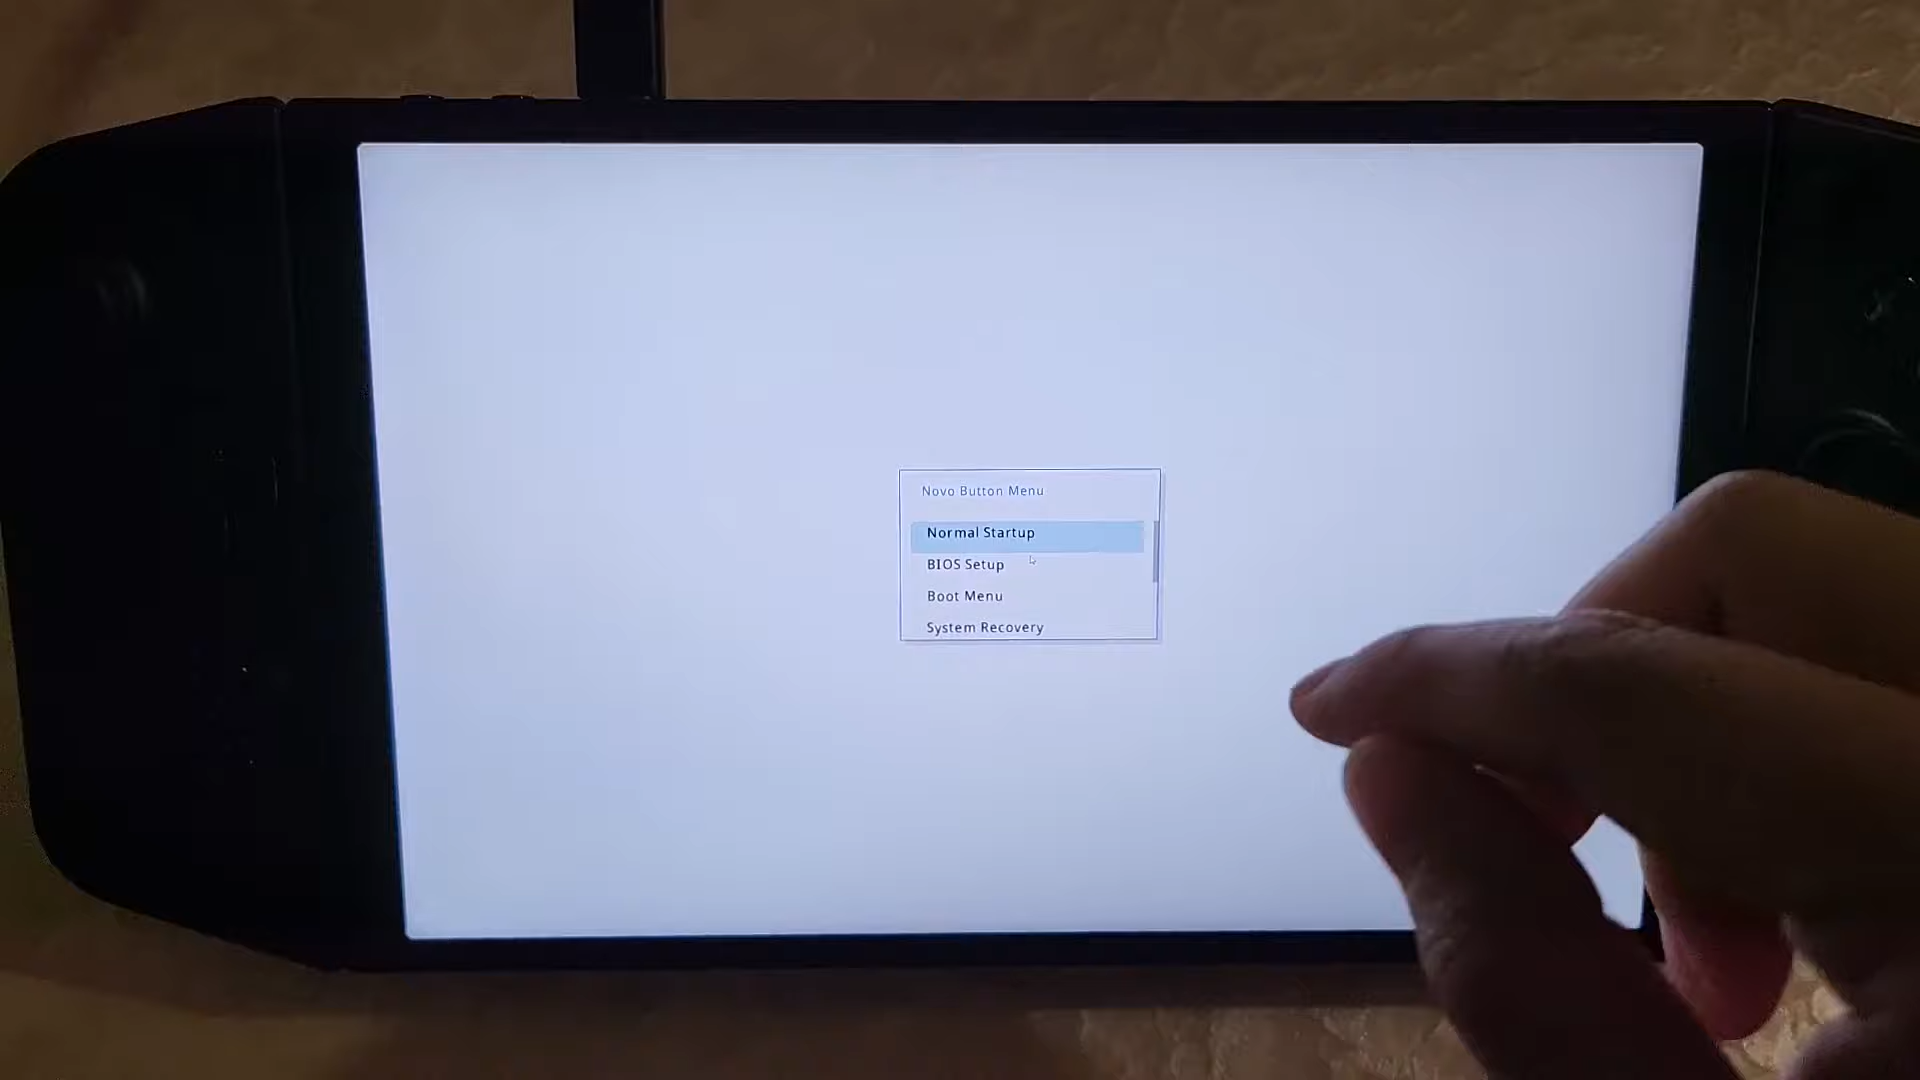 Novo Button Menu
Normal Startup
BIOS Setup
Boot Menu
System Recovery